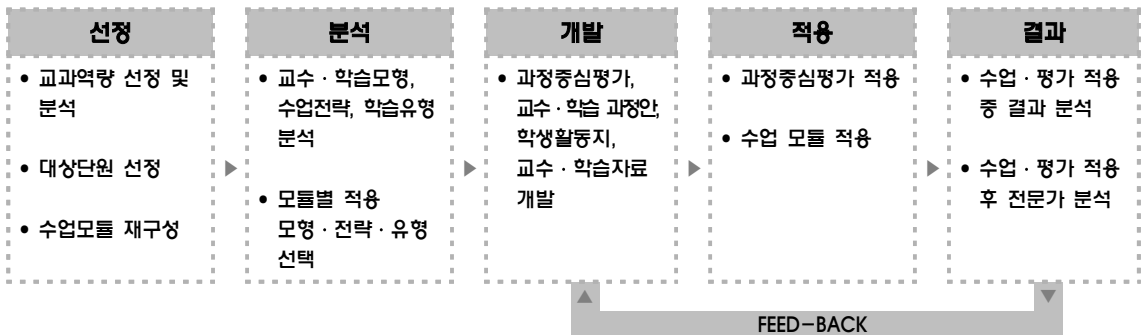 선정
• 교과역량 선정 및
분석
• 대상단원 선정
• 수업모듈 재구성
분석
• 교수·학습모형,
수업전략, 학습유형
분석
• 모듈별 적용
모형·전략·유형
선택
개발
• 과정중심평가,
교수·학습 과정안,
학생활동지,
교수·학습자료
개발
적용
• 과정중심평가 적용
• 수업 모듈 적용
결과
• 수업·평가 적용
중 결과 분석
• 수업·평가 적용
후 전문가 분석
FEED-BACK